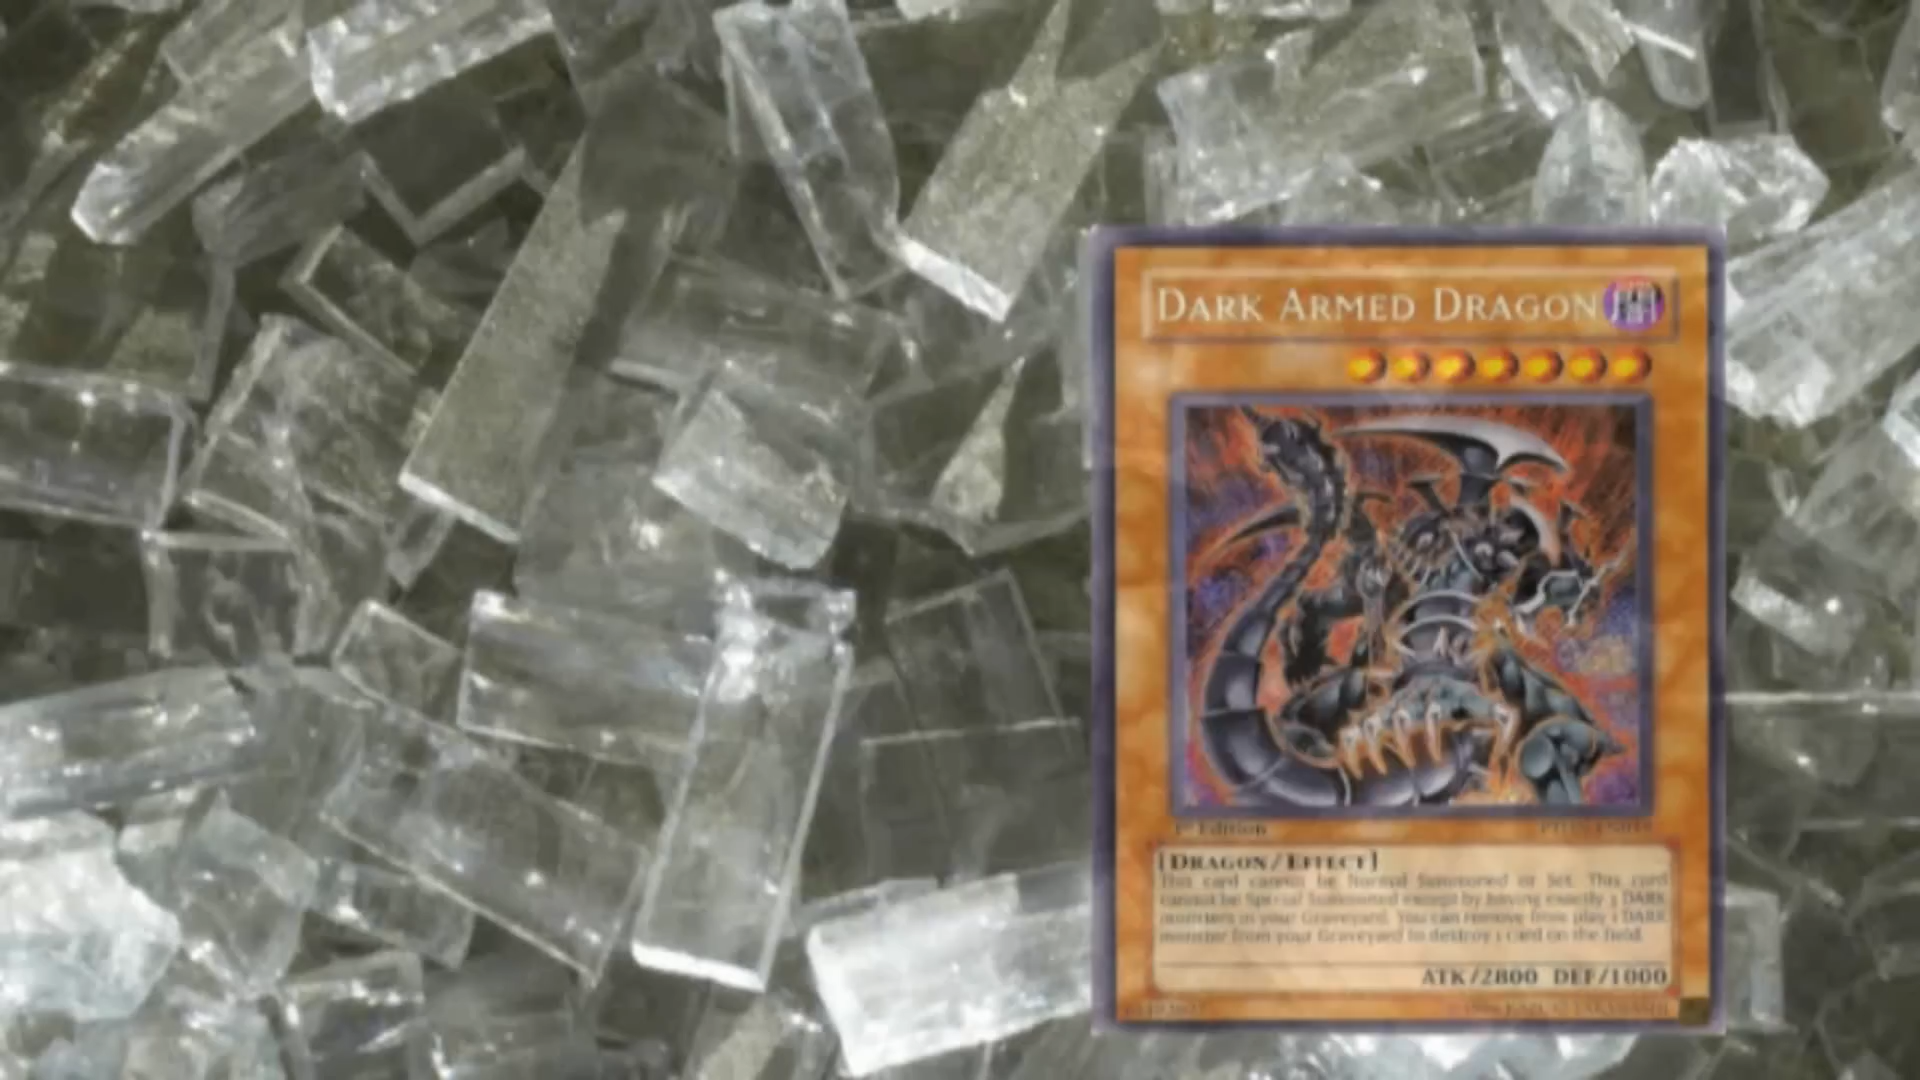 DARK ARMED DRAGON
1st Edition
[DRAGON/EFFECT]
This card cannot be Normal Summoned or Set. This card
cannot be Special Summoned except by having exactly 3 DARK
monsters in your Graveyard. You can remove from play 1 DARK
monster from your Graveyard to destroy 1 card on the field.
ATK/2800 DEF/1000